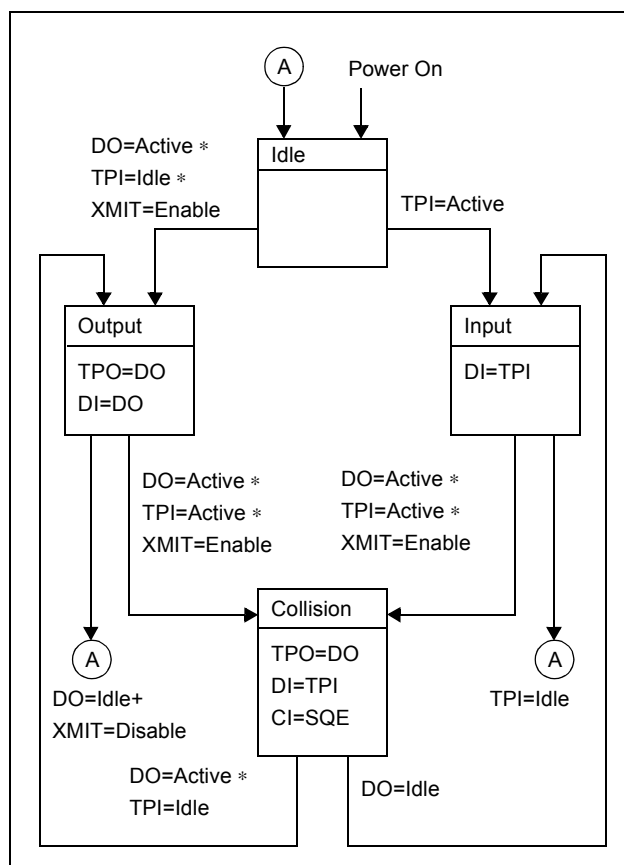 A
Power On
Idle
DO=Active *
TPI=Idle *
XMIT=Enable
TPI=Active
Output
TPO=DO
DI=DO
Input
DI=TPI
DO=Active *
TPI=Active *
XMIT=Enable
DO=Active *
TPI=Active *
XMIT=Enable
Collision
TPO=DO
DI=TPI
CI=SQE
A
DO=Idle+
XMIT=Disable
A
TPI=Idle
DO=Active *
TPI=Idle
DO=Idle